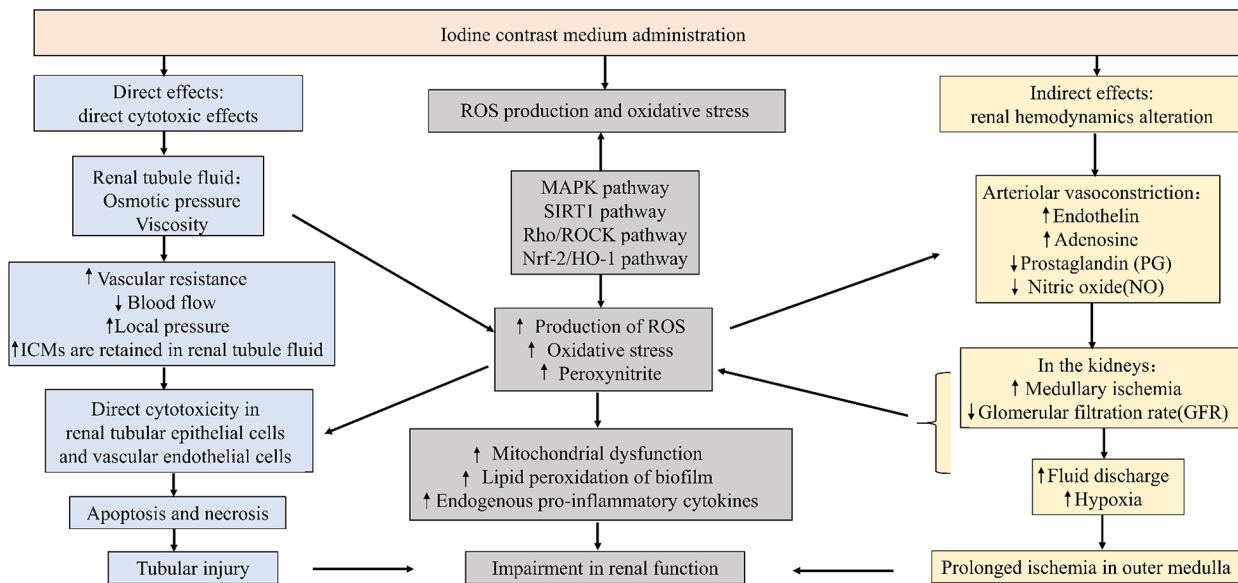 Iodine contrast medium administration
Direct effects:
direct cytotoxic effects
Renal tubule fluid:
Osmotic pressure
Viscosity
↑ Vascular resistance
↓ Blood flow
↑Local pressure
↑ICMs are retained in renal tubule fluid
Direct cytotoxicity in
renal tubular epithelial cells
and vascular endothelial cells
Apoptosis and necrosis
Tubular injury
ROS production and oxidative stress
MAPK pathway
SIRT1 pathway
Rho/ROCK pathway
Nrf-2/HO-1 pathway
↑ Production of ROS
↑ Oxidative stress
↑ Peroxynitrite
↑ Mitochondrial dysfunction
↑ Lipid peroxidation of biofilm
↑ Endogenous pro-inflammatory cytokines
Impairment in renal function
Indirect effects:
renal hemodynamics alteration
Arteriolar vasoconstriction:
↑Endothelin
↑Adenosine
↓Prostaglandin (PG)
↓ Nitric oxide(NO)
In the kidneys:
↑ Medullary ischemia
↓Glomerular filtration rate(GFR)
↑Fluid discharge
↑Hypoxia
Prolonged ischemia in outer medulla